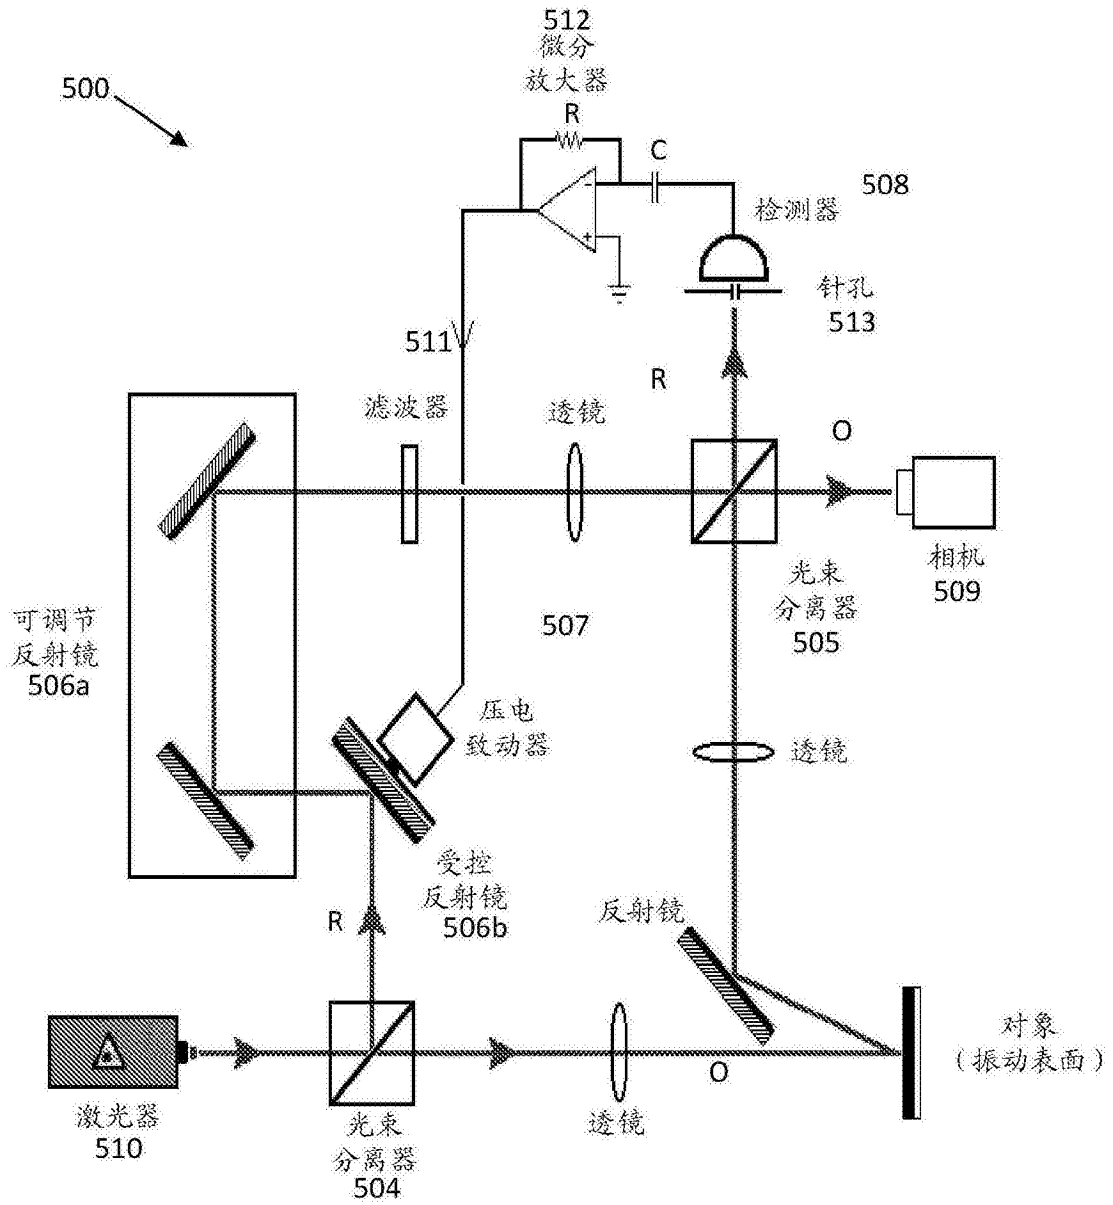 512
微分
放大器
R
C
500
508
检测器
针孔
513
511
R
滤波器
透镜
O
相机
509
光束
分离器
505
可调节
反射镜
506a
507
压电
致动器
透镜
受控
反射镜
506b
R
反射镜
对象
(振动表面)
O
激光器
510
光束
分离器
504
透镜
-
+